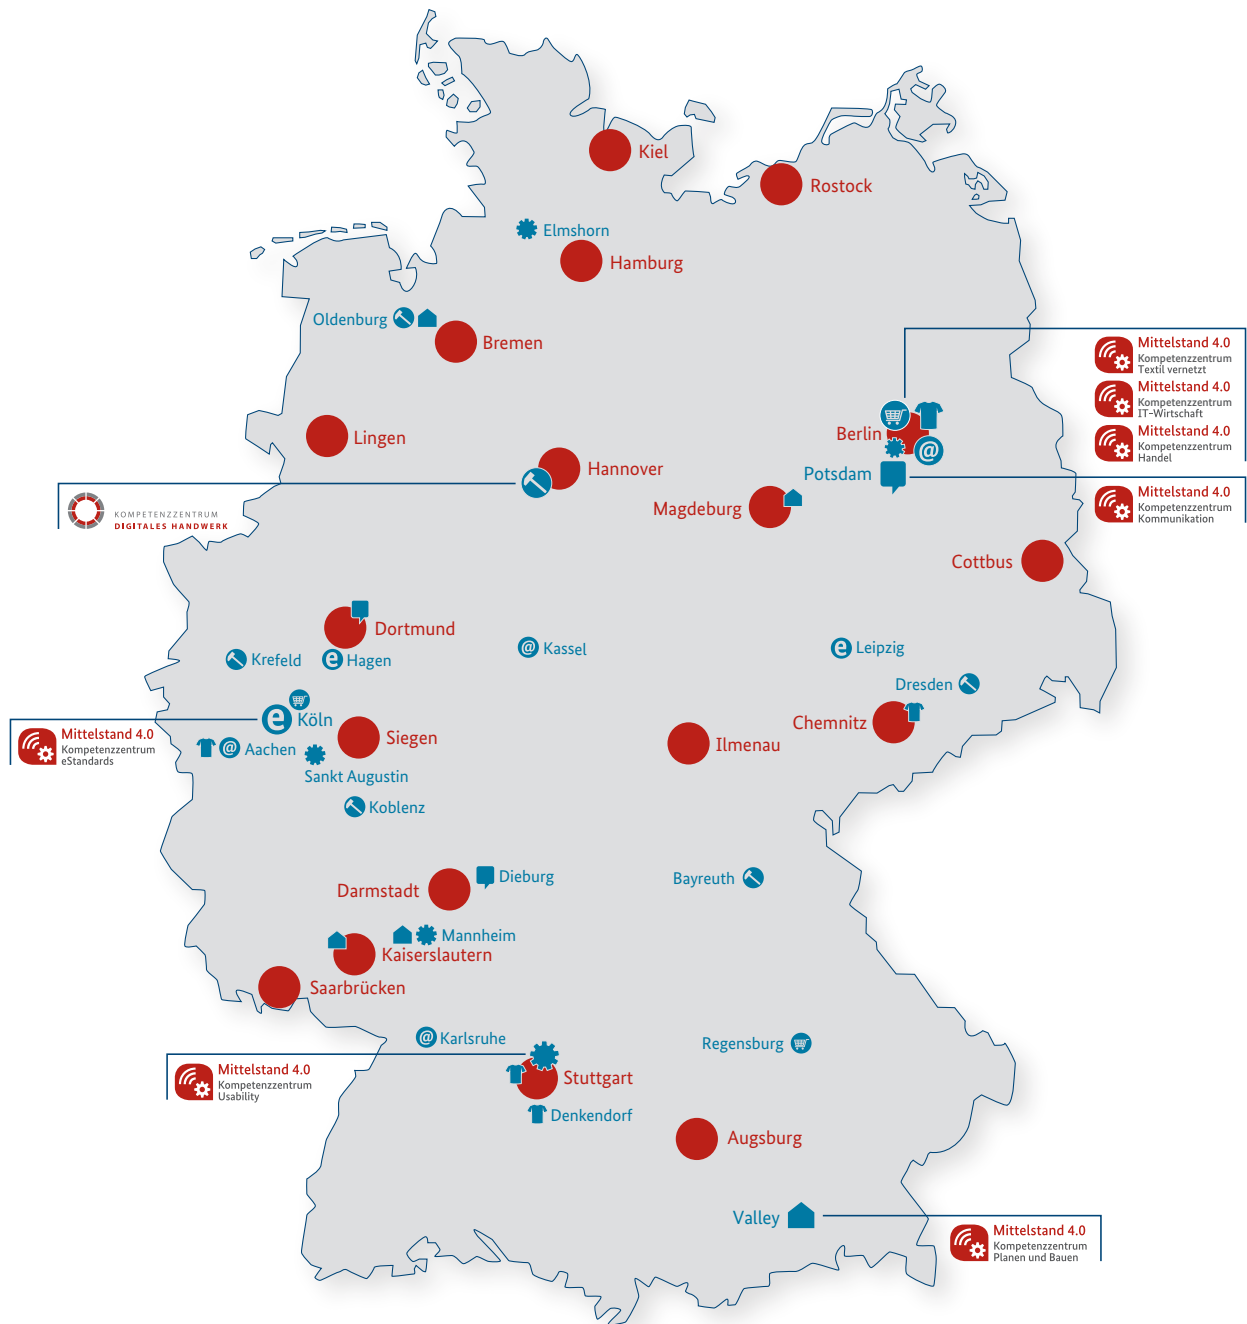 Kiel
Rostock
Elmshorn
Hamburg
Oldenburg
Bremen
Mittelstand 4.0
Kompetenzzentrum
Textil vernetzt
Mittelstand 4.0
Kompetenzzentrum
IT-Wirtschaft
Mittelstand 4.0
Kompetenzzentrum
Handel
Lingen
Berlin
@
Hannover
Potsdam
KOMPETENZZENTRUM
DIGITALES HANDWERK
Magdeburg
Mittelstand 4.0
Kompetenzzentrum
Kommunikation
Cottbus
Dortmund
Krefeld
e Hagen
@ Kassel
e Leipzig
Dresden
e Köln
Mittelstand 4.0
Kompetenzzentrum
eStandards
Siegen
Chemnitz
Ilmenau
@ Aachen
Sankt Augustin
Koblenz
Darmstadt
Dieburg
Bayreuth
Mannheim
Kaiserslautern
Saarbrücken
@ Karlsruhe
Regensburg
Mittelstand 4.0
Kompetenzzentrum
Usability
Stuttgart
Denkendorf
Augsburg
Valley
Mittelstand 4.0
Kompetenzzentrum
Planen und Bauen